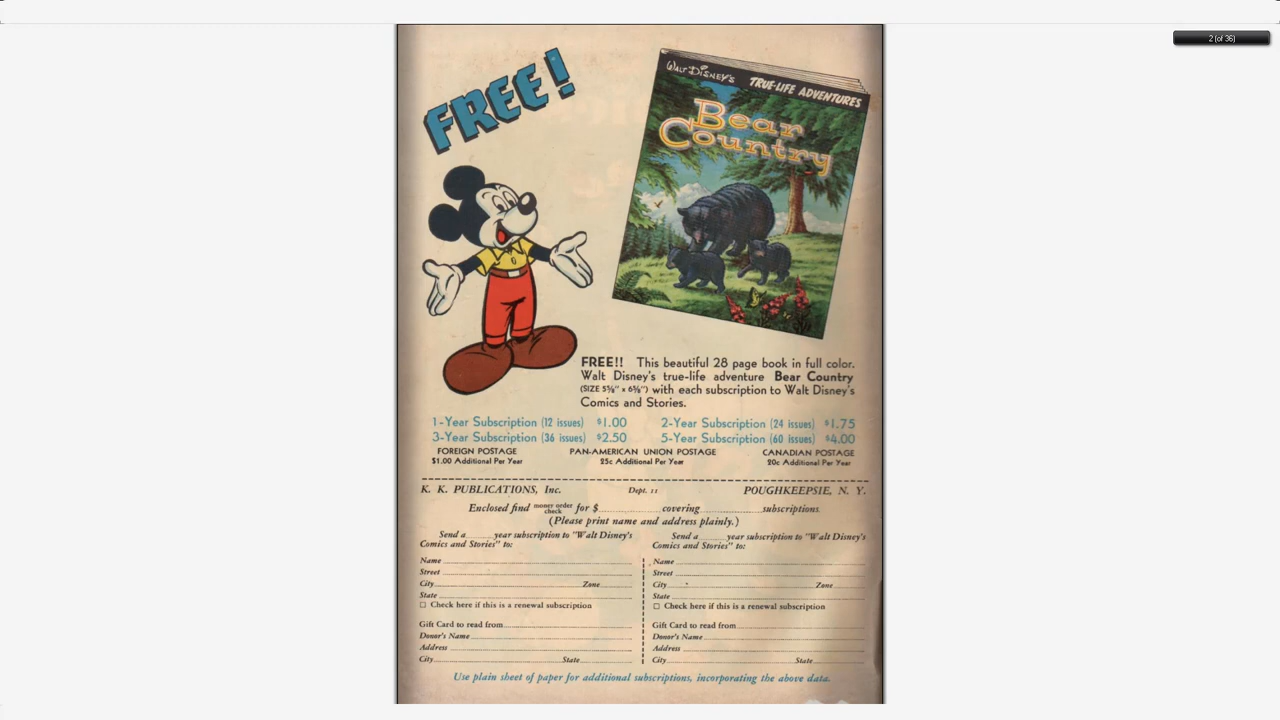 2 (of 36)
FREE!
WALT DISNEY'S TRUE-LIFE ADVENTURES
Bear
Country
FREE!! This beautiful 28 page book in full color.
Walt Disney's true-life adventure Bear Country
(SIZE 5⅝" x 6⅝") with each subscription to Walt Disney's
Comics and Stories.
1-Year Subscription (12 issues) $1.00 2-Year Subscription (24 issues) $1.75
3-Year Subscription (36 issues) $2.50 5-Year Subscription (60 issues) $4.00
FOREIGN POSTAGE PAN-AMERICAN UNION POSTAGE CANADIAN POSTAGE
$1.00 Additional Per Year 25c Additional Per Year 20c Additional Per Year
K. K. PUBLICATIONS, Inc. Dept. 11 POUGHKEEPSIE, N. Y.
Enclosed find money order check for $ covering subscriptions.
(Please print name and address plainly.)
Send a year subscription to "Walt Disney's
Comics and Stories" to:
Name
Street
City Zone
State
☐ Check here if this is a renewal subscription
Gift Card to read from
Donor's Name
Address
City State
Send a year subscription to "Walt Disney's
Comics and Stories" to:
Name
Street
City Zone
State
☐ Check here if this is a renewal subscription
Gift Card to read from
Donor's Name
Address
City State
Use plain sheet of paper for additional subscriptions, incorporating the above data.